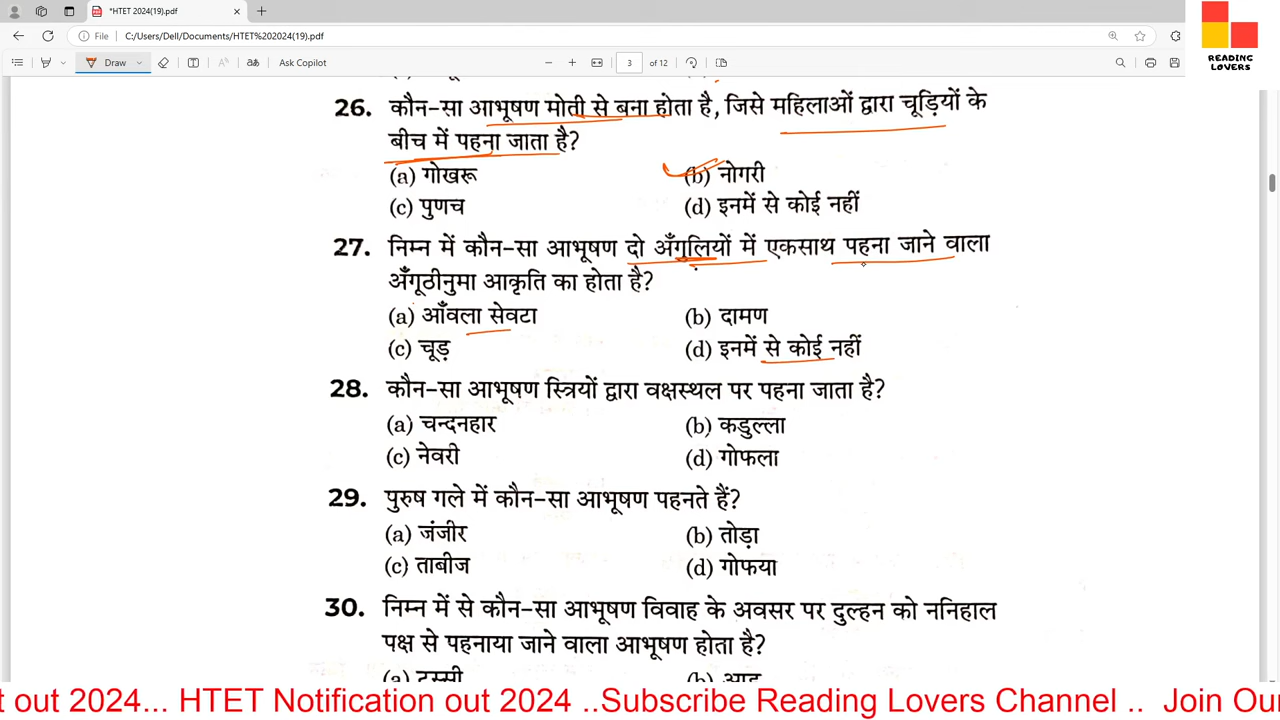 *HTET 2024(19).pdf
File C:/Users/Dell/Documents/HTET%202024(19).pdf
Draw 3 of 12 Ask Copilot
READING
LOVERS
26. कौन-सा आभूषण मोती से बना होता है, जिसे महिलाओं द्वारा चूड़ियों के
बीच में पहना जाता है?
(a) गोखरू (b) नोगरी
(c) पुणच (d) इनमें से कोई नहीं
27. निम्न में कौन-सा आभूषण दो अँगुलियों में एकसाथ पहना जाने वाला
अँगूठीनुमा आकृति का होता है?
(a) आँवला सेवटा (b) दामण
(c) चूड़ (d) इनमें से कोई नहीं
28. कौन-सा आभूषण स्त्रियों द्वारा वक्षस्थल पर पहना जाता है?
(a) चन्दनहार (b) कडुल्ला
(c) नेवरी (d) गोफला
29. पुरुष गले में कौन-सा आभूषण पहनते हैं?
(a) जंजीर (b) तोड़ा
(c) ताबीज (d) गोफया
30. निम्न में से कौन-सा आभूषण विवाह के अवसर पर दुल्हन को ननिहाल
पक्ष से पहनाया जाने वाला आभूषण होता है?
(a) (b)
t out 2024... HTET Notification out 2024 ..Subscribe Reading Lovers Channel .. Join Ou